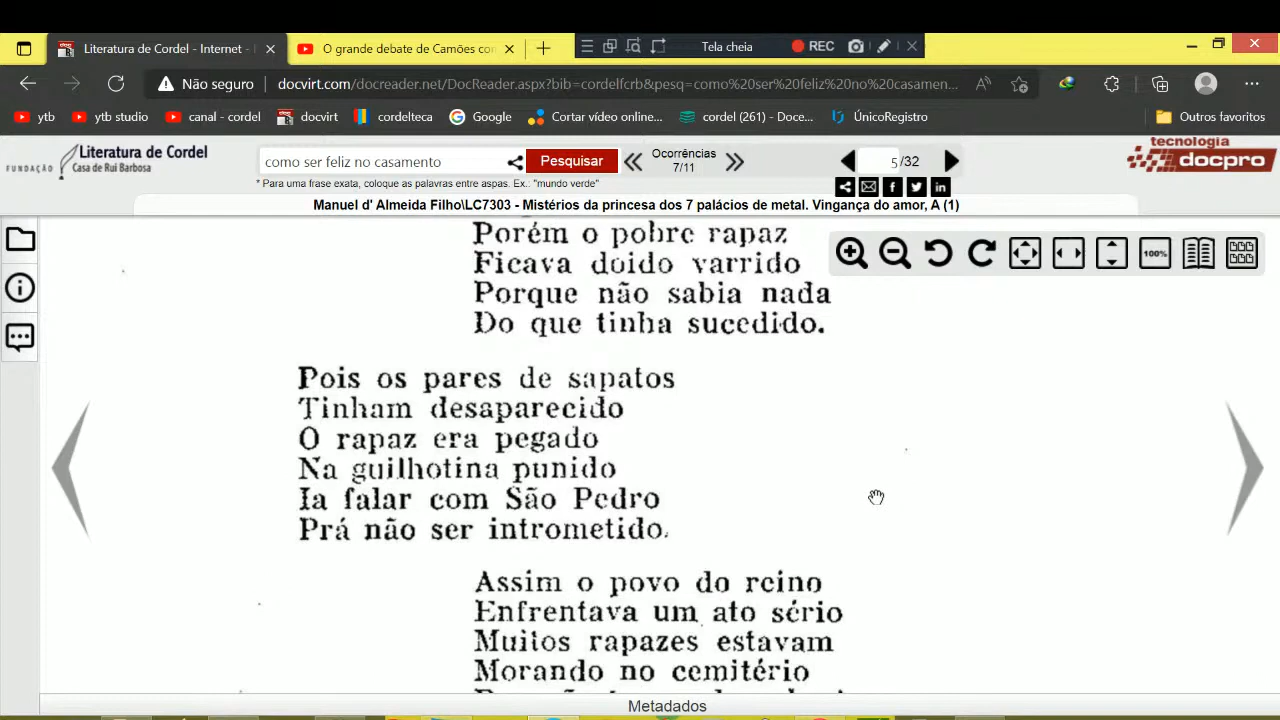 Literatura de Cordel - Internet -
O grande debate de Camões con
Tela cheia
REC
Não seguro
docvirt.com/docreader.net/DocReader.aspx?bib=cordelfcrb&pesq=como%20ser%20feliz%20no%20casamen...
ytb
ytb studio
canal - cordel
docvirt
cordelteca
Google
Cortar vídeo online...
cordel (261) - Doce...
ÚnicoRegistro
Outros favoritos
FUNDAÇÃO
Literatura de Cordel
Casa de Rui Barbosa
como ser feliz no casamento
Pesquisar
Ocorrências
7/11
5 /32
tecnologia
docpro
* Para uma frase exata, coloque as palavras entre aspas. Ex.: "mundo verde"
Manuel d' Almeida Filho\LC7303 - Mistérios da princesa dos 7 palácios de metal. Vingança do amor, A (1)
100%
Porém o pobre rapaz
Ficava doido varrido
Porque não sabia nada
Do que tinha sucedido.
Pois os pares de sapatos
Tinham desaparecido
O rapaz era pegado
Na guilhotina punido
Ia falar com São Pedro
Prá não ser intrometido.
Assim o povo do reino
Enfrentava um ato sério
Muitos rapazes estavam
Morando no cemitério
Metadados